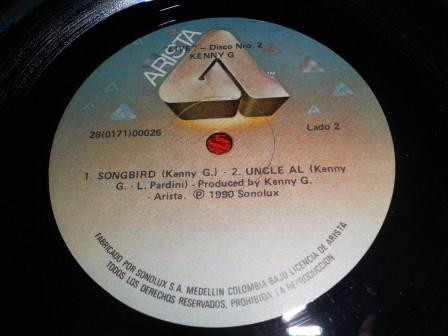 "LIVE" - Disco Nro. 2
KENNY G
ARISTA
™
28(0171)00026
Lado 2
1. SONGBIRD (Kenny G.) - 2. UNCLE AL (Kenny
G. - L. Pardini) - Produced by Kenny G.
- Arista. ℗ 1990 Sonolux
FABRICADO POR SONOLUX S.A. MEDELLIN COLOMBIA BAJO LICENCIA DE ARISTA
TODOS LOS DERECHOS RESERVADOS, PROHIBIDA LA REPRODUCCION